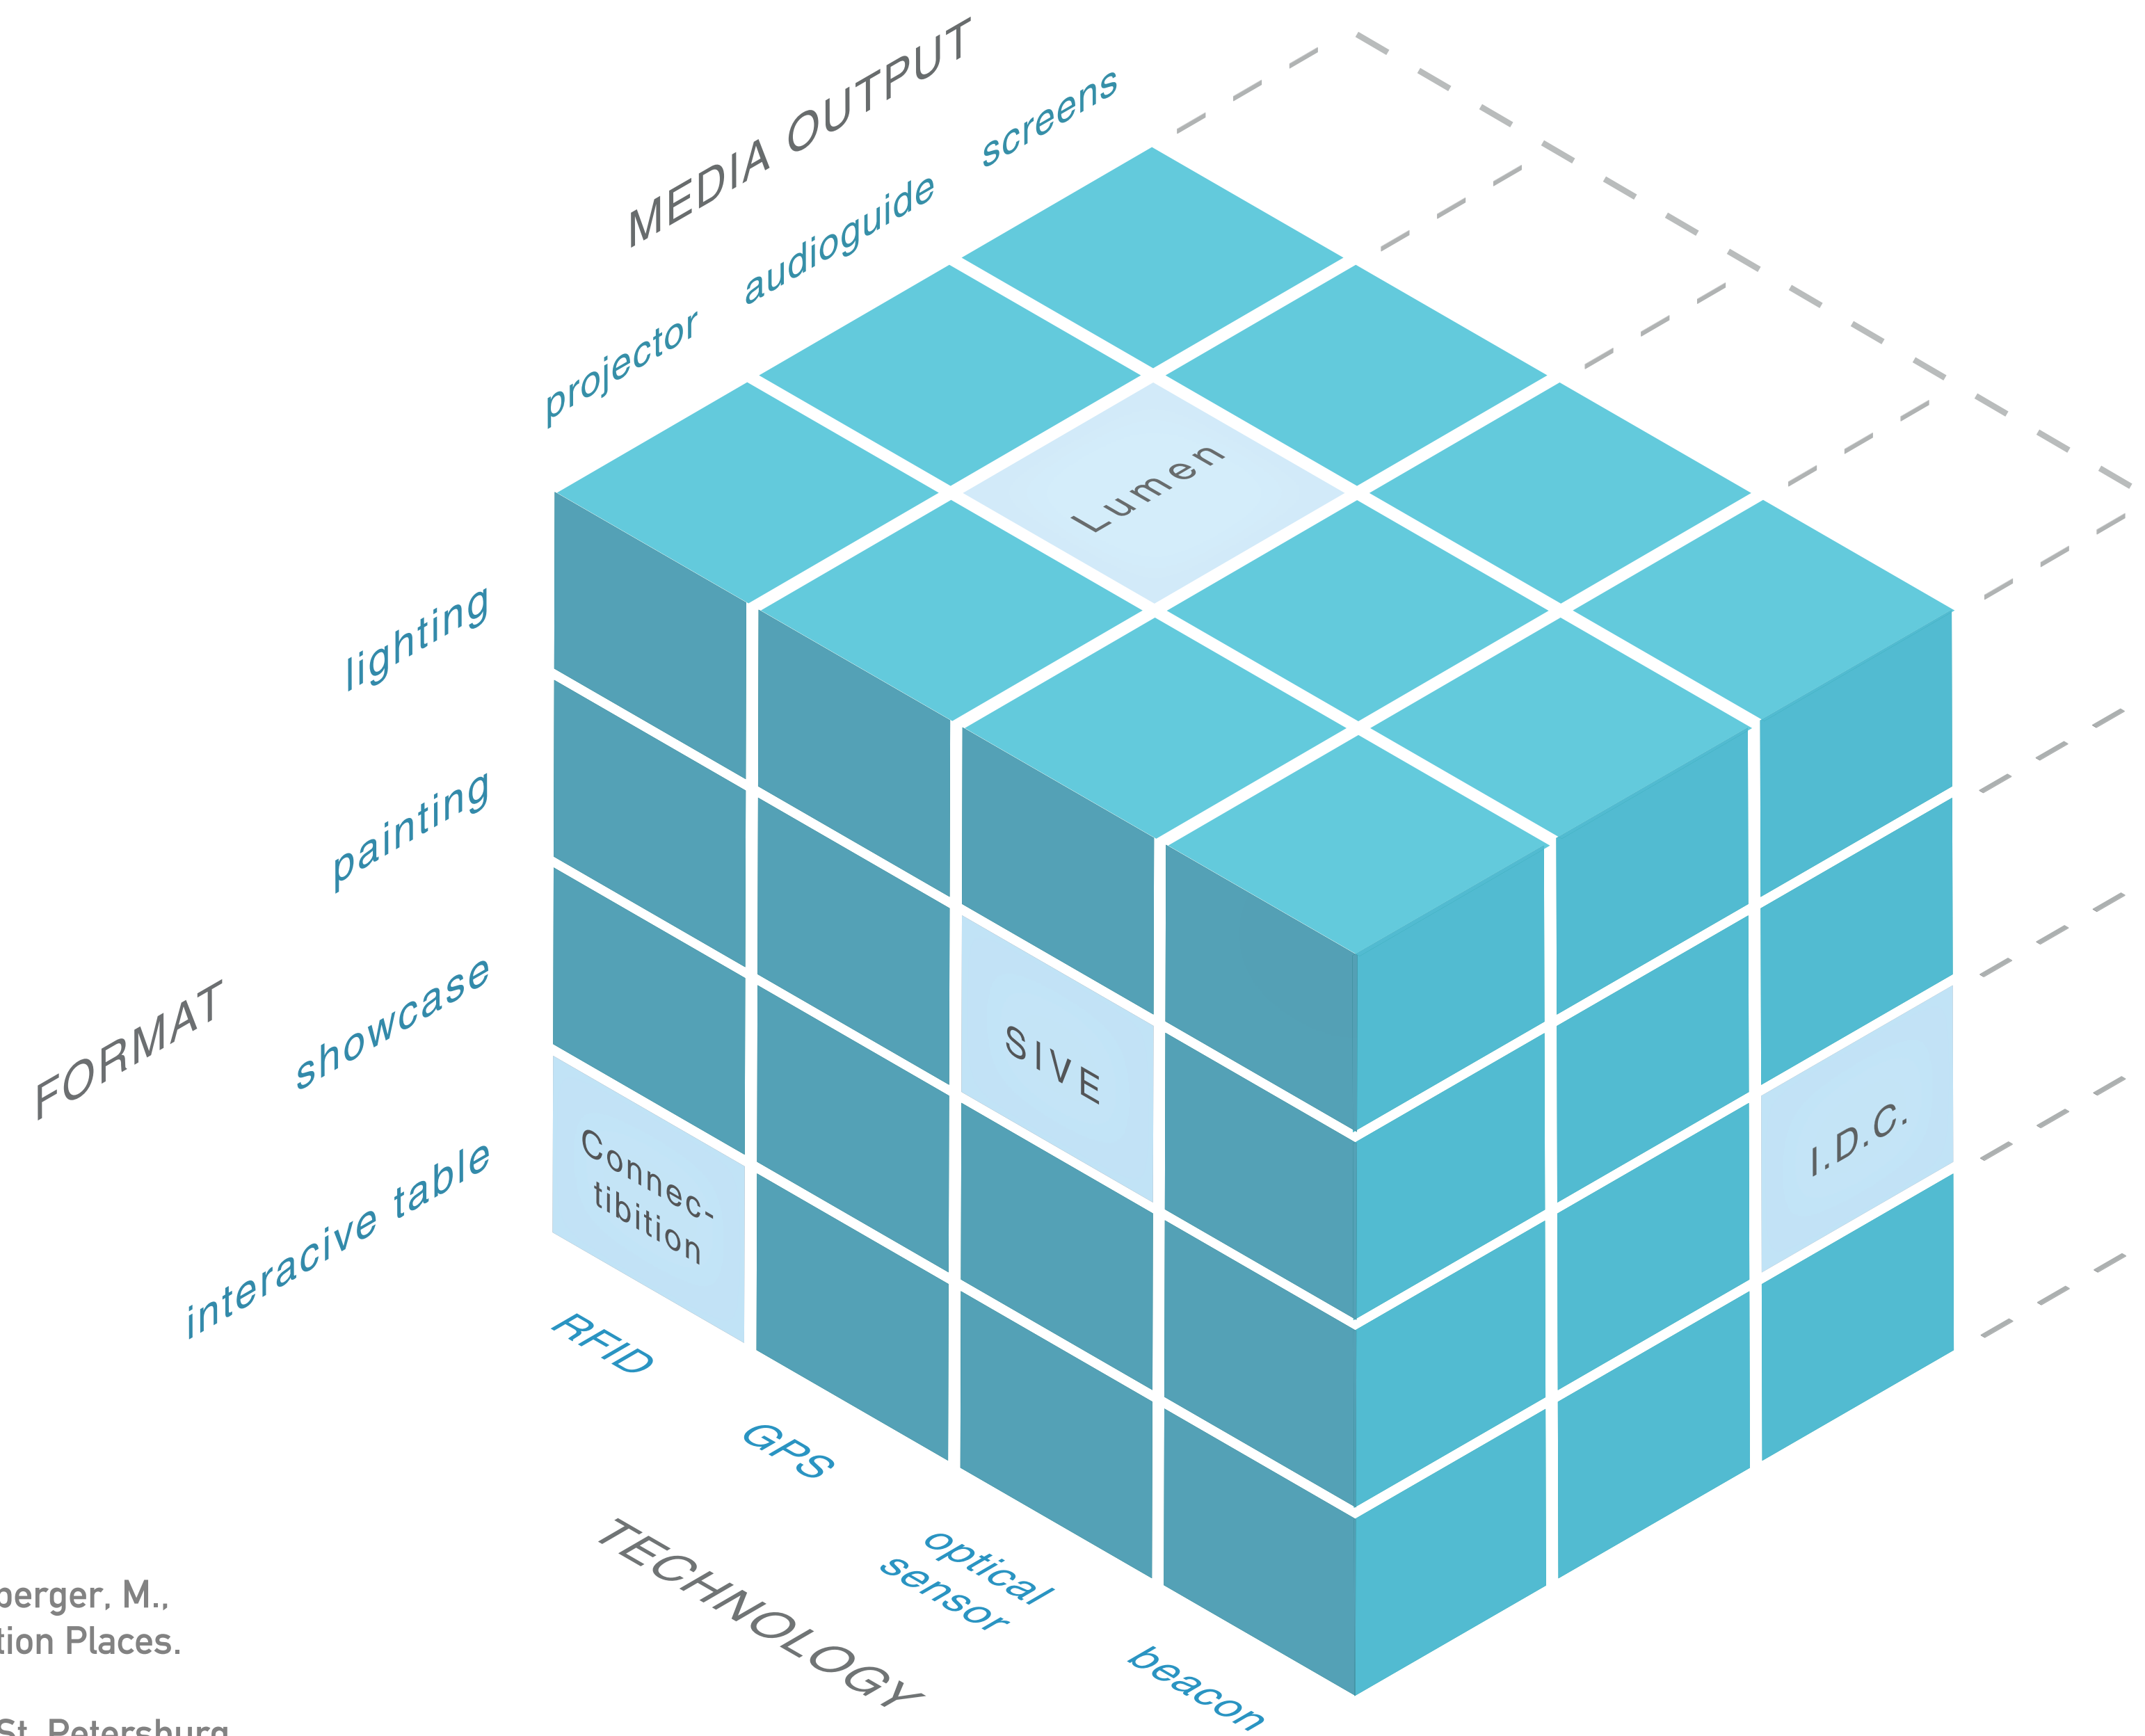 MEDIA OUTPUT
projector audioguide screens
Lumen
lighting
painting
FORMAT
showcase
interacive table
SIVE
I.D.C.
Connec-
tibition
RFID
GPS
optical
sensor
beacon
TECHNOLOGY
berger, M.,
tion Places.
St. Petersburg